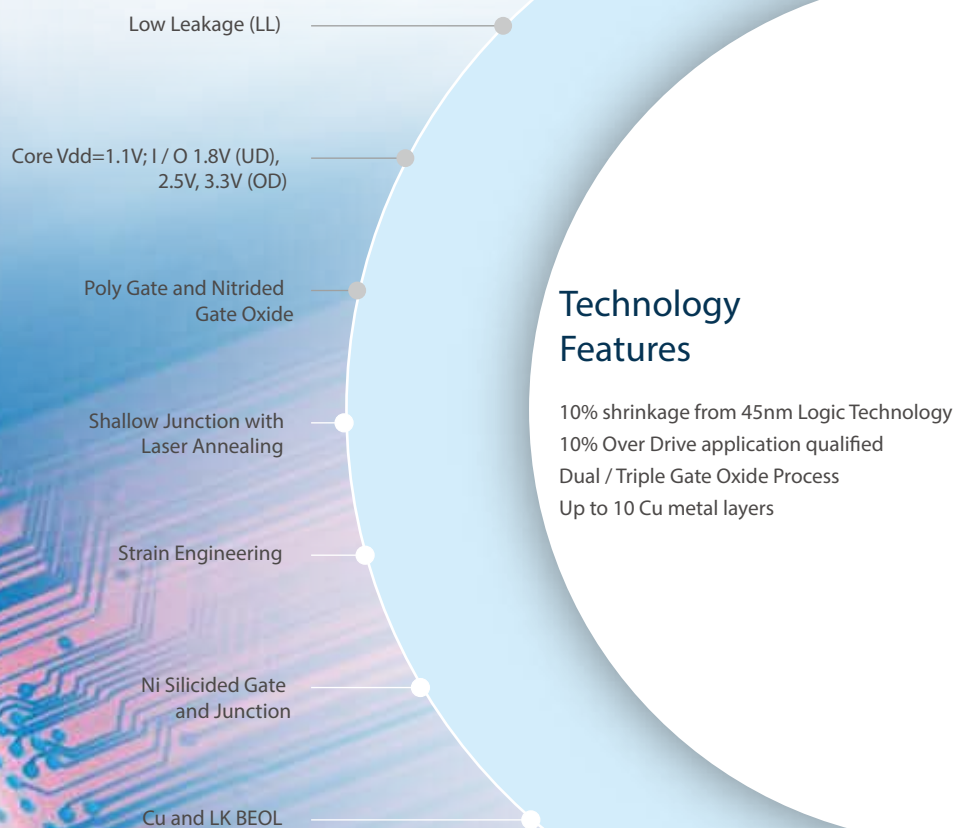 Low Leakage (LL)
Core Vdd=1.1V; I / O 1.8V (UD),
2.5V, 3.3V (OD)
Poly Gate and Nitrided
Gate Oxide
Shallow Junction with
Laser Annealing
Strain Engineering
Ni Silicided Gate
and Junction
Cu and LK BEOL
Technology
Features
10% shrinkage from 45nm Logic Technology
10% Over Drive application qualified
Dual / Triple Gate Oxide Process
Up to 10 Cu metal layers